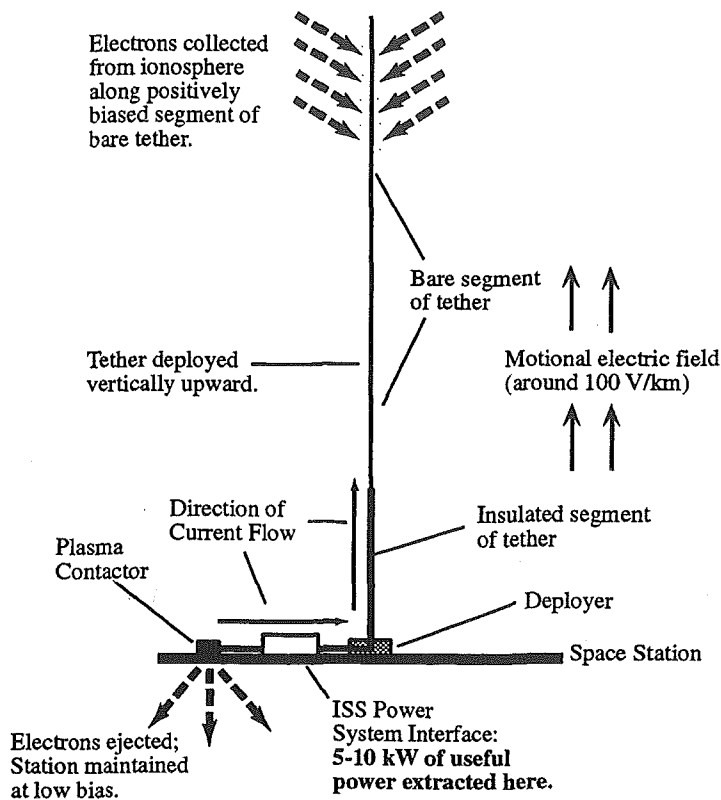 Electrons collected
from ionosphere
along positively
biased segment of
bare tether.
Bare segment
of tether
Tether deployed
vertically upward.
Motional electric field
(around 100 V/km)
Direction of
Current Flow
Insulated segment
of tether
Plasma
Contactor
Deployer
Space Station
ISS Power
System Interface:
5-10 kW of useful
power extracted here.
Electrons ejected;
Station maintained
at low bias.